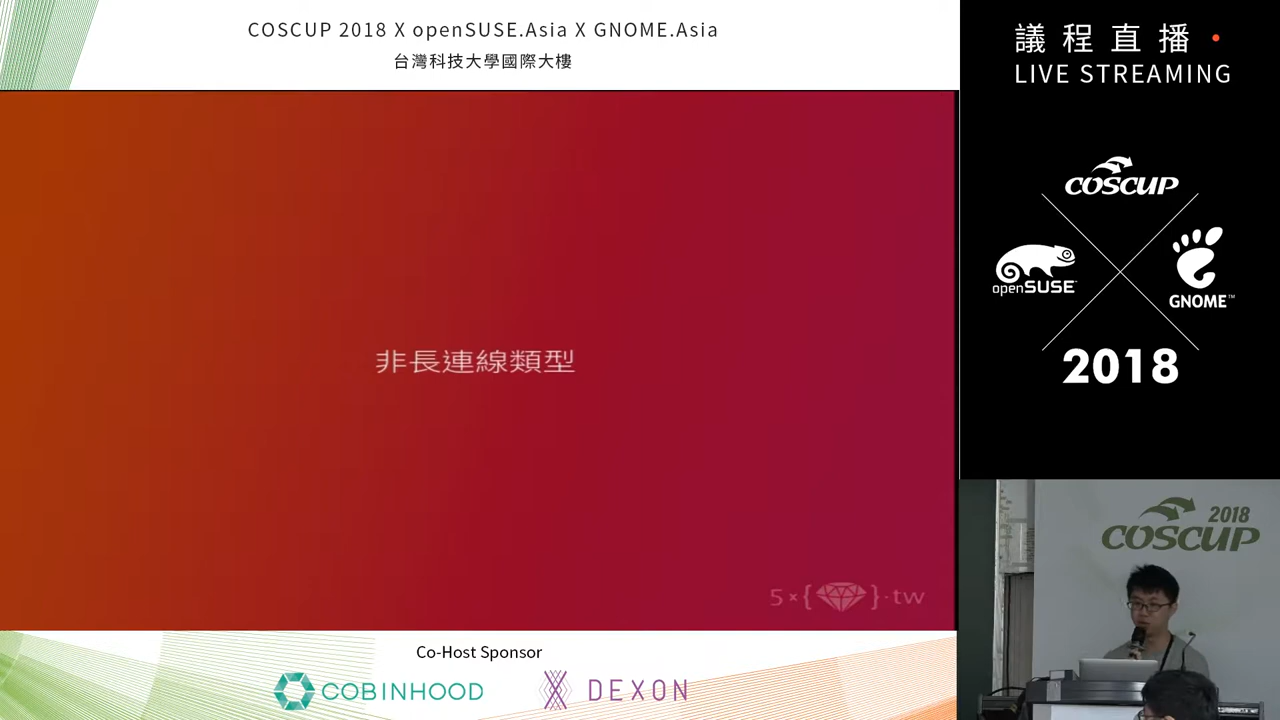 COSCUP 2018 X openSUSE.Asia X GNOME.Asia
台灣科技大學國際大樓
議程直播
LIVE STREAMING
COSCUP
openSUSE
GNOME™
2018
非長連線類型
5×{}.tw
2018
COSCUP
Co-Host Sponsor
COBINHOOD
DEXON